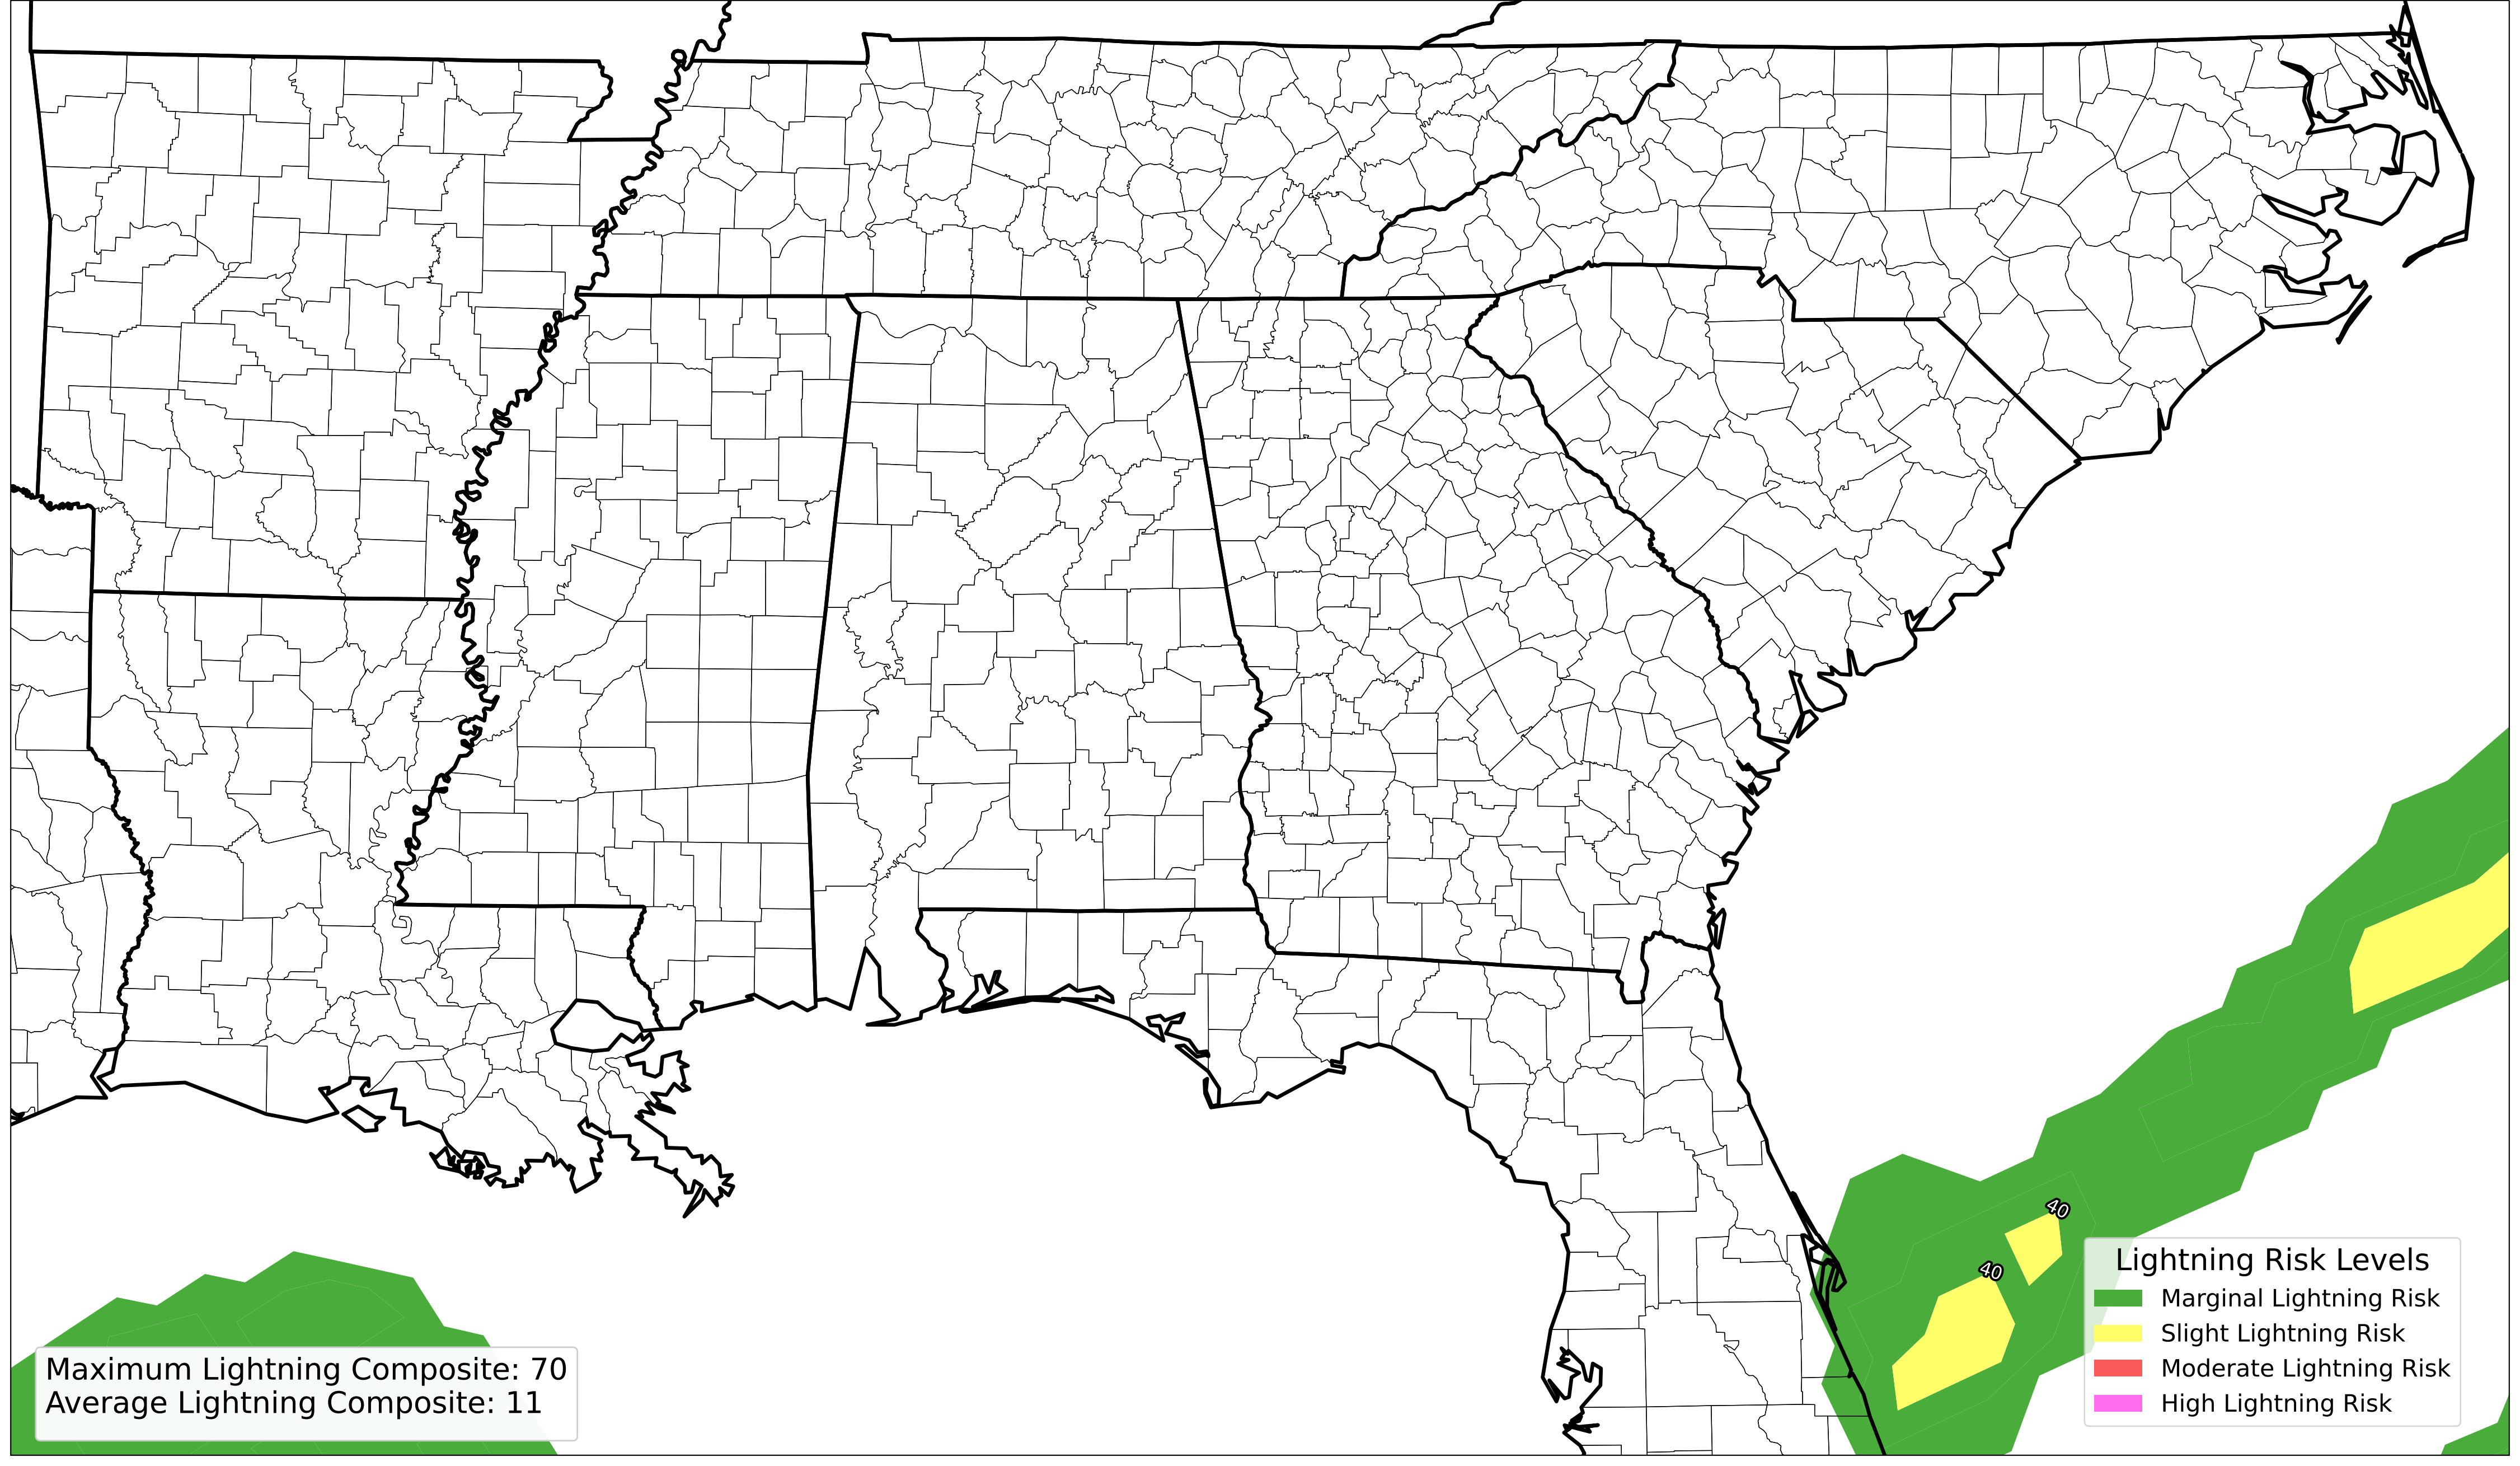 40
40
Lightning Risk Levels
Marginal Lightning Risk
Slight Lightning Risk
Moderate Lightning Risk
High Lightning Risk
Maximum Lightning Composite: 70
Average Lightning Composite: 11